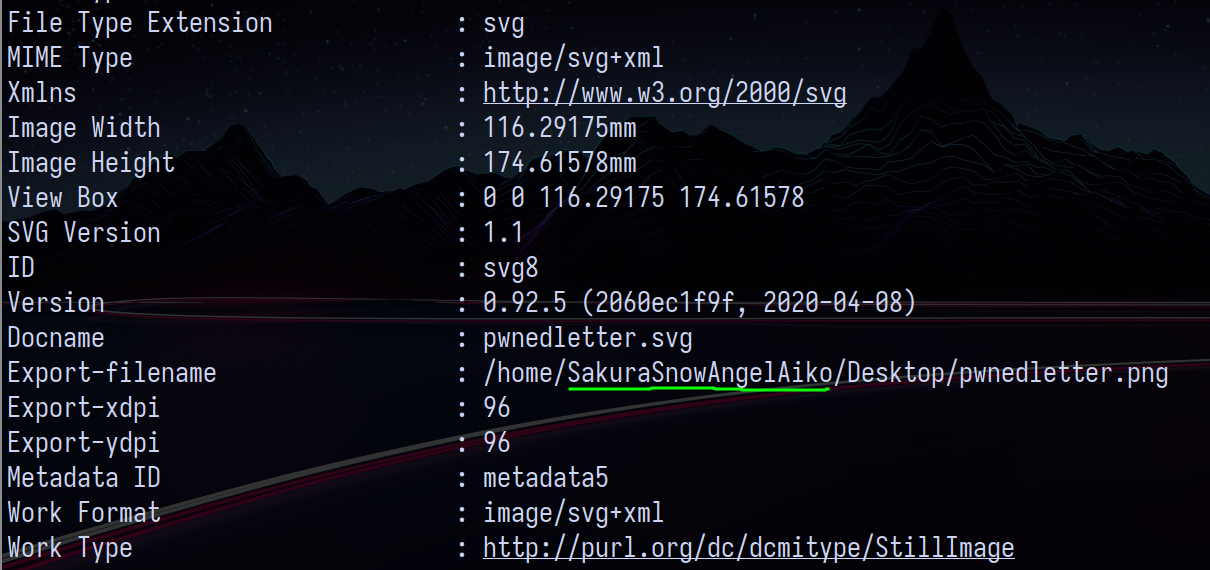 File Type Extension : svg
MIME Type : image/svg+xml
Xmlns : http://www.w3.org/2000/svg
Image Width : 116.29175mm
Image Height : 174.61578mm
View Box : 0 0 116.29175 174.61578
SVG Version : 1.1
ID : svg8
Version : 0.92.5 (2060ec1f9f, 2020-04-08)
Docname : pwnedletter.svg
Export-filename : /home/SakuraSnowAngelAiko/Desktop/pwnedletter.png
Export-xdpi : 96
Export-ydpi : 96
Metadata ID : metadata5
Work Format : image/svg+xml
Work Type : http://purl.org/dc/dcmitype/StillImage